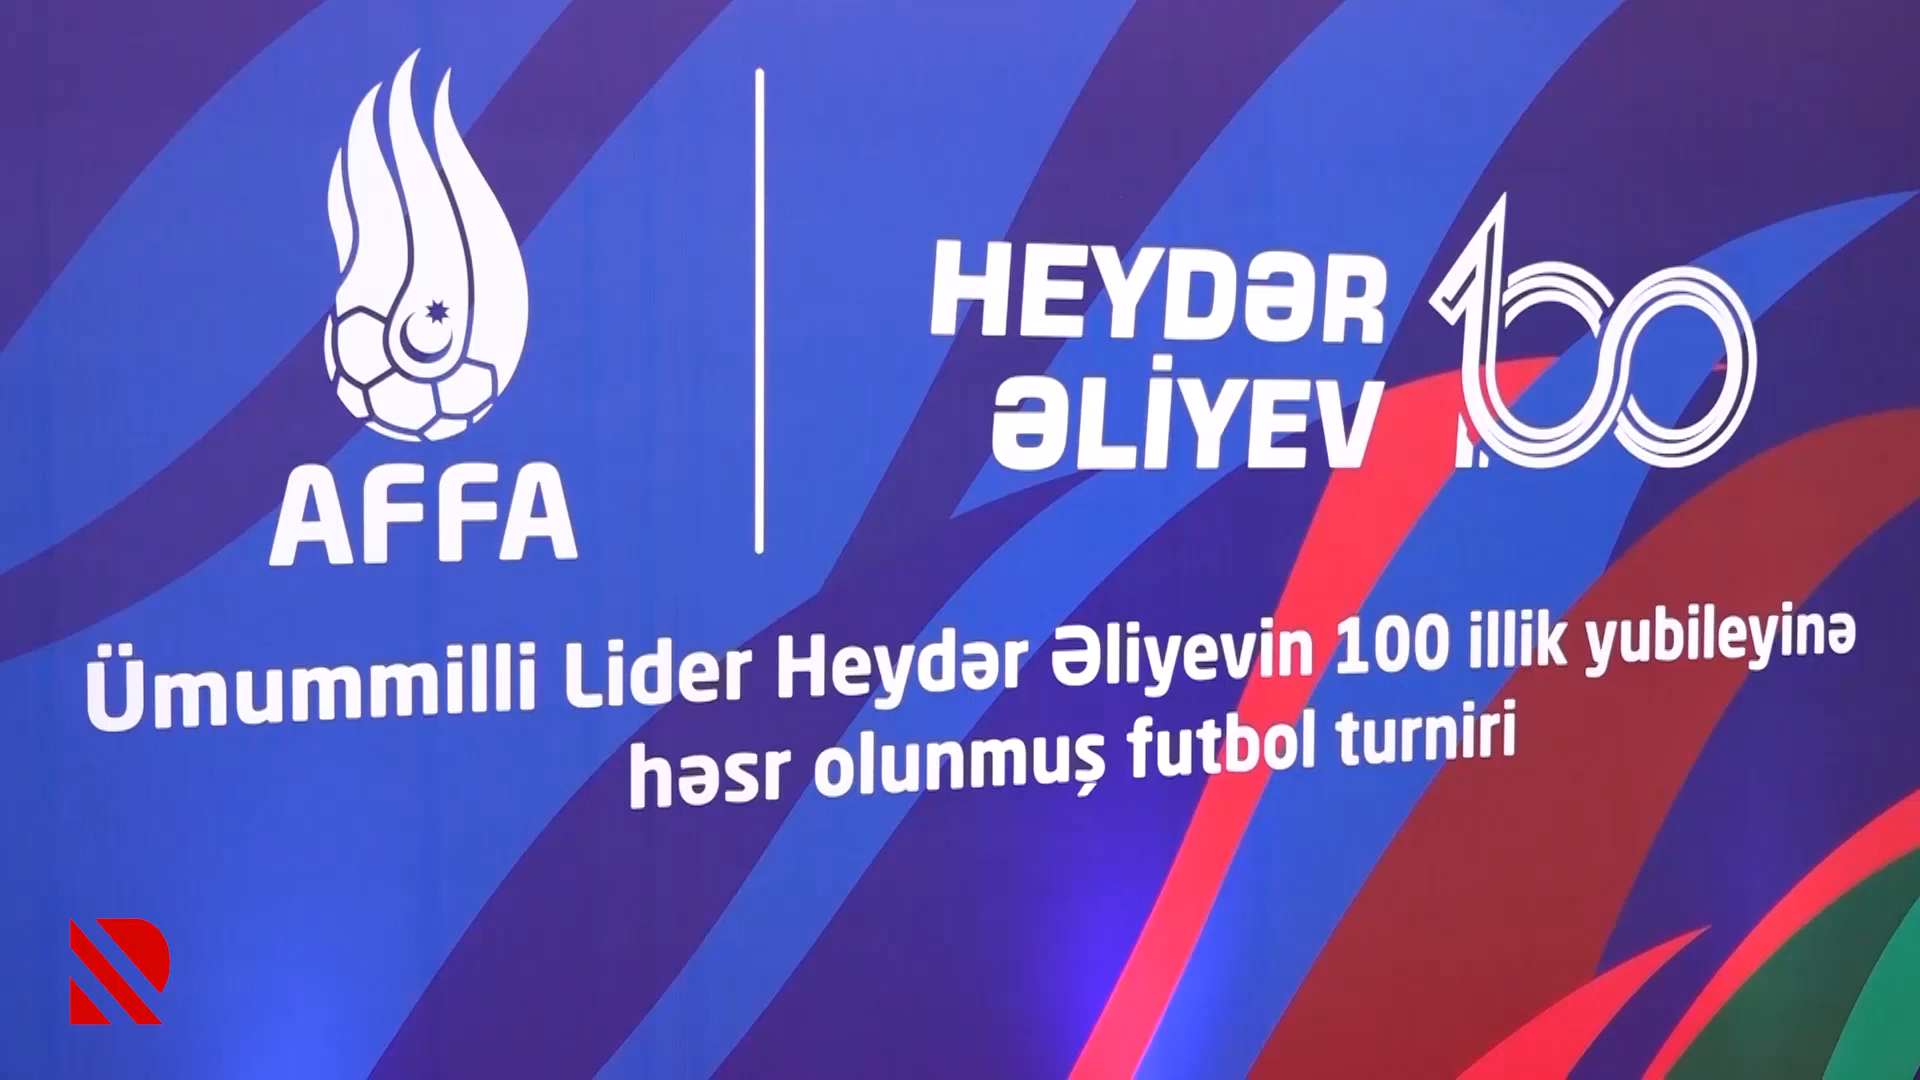 AFFA
HEYDƏR
ƏLİYEV
100
Ümummilli Lider Heydər Əliyevin 100 illik yubileyinə
həsr olunmuş futbol turniri